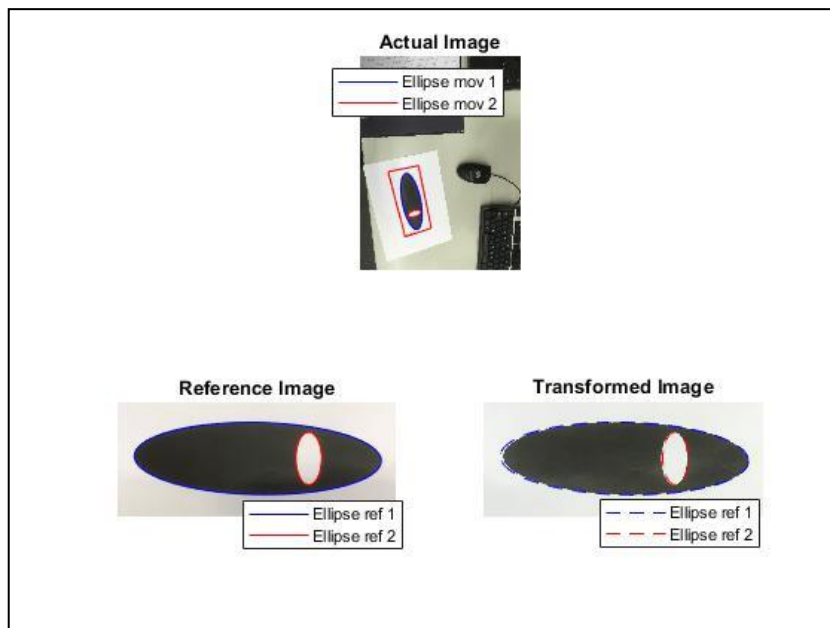 Actual Image
Ellipse mov 1
Ellipse mov 2
Reference Image
Ellipse ref 1
Ellipse ref 2
Transformed Image
Ellipse ref 1
Ellipse ref 2